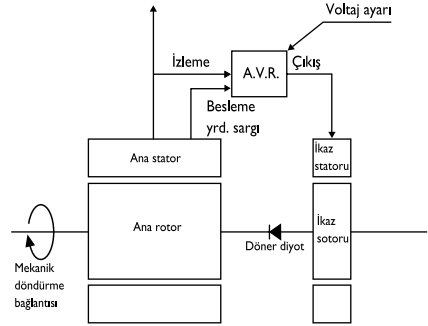 Voltaj ayarı
İzleme
A.V.R.
Çıkış
Besleme
yrd. sargı
Ana stator
İkaz
statoru
Ana rotor
İkaz
sotoru
Döner diyot
Mekanik
döndürme
bağlantısı